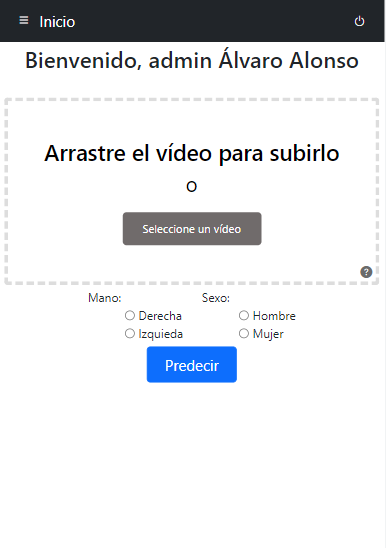 Inicio
Bienvenido, admin Álvaro Alonso
Arrastre el vídeo para subirlo
O
Seleccione un vídeo
?
Mano: Sexo:
Derecha Hombre
Izquieda Mujer
Predecir